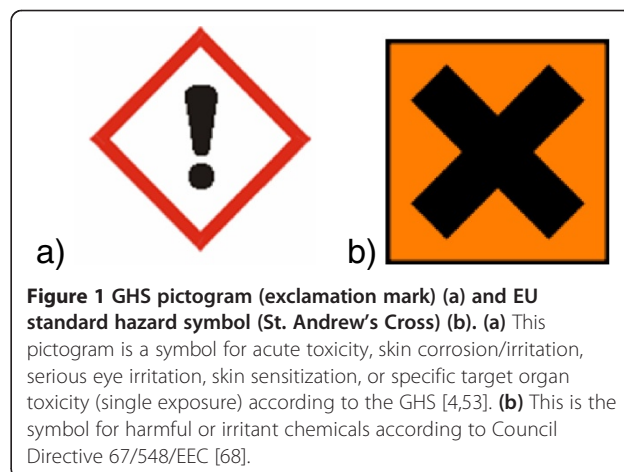 a)
b)
Figure 1 GHS pictogram (exclamation mark) (a) and EU
standard hazard symbol (St. Andrew’s Cross) (b). (a) This
pictogram is a symbol for acute toxicity, skin corrosion/irritation,
serious eye irritation, skin sensitization, or specific target organ
toxicity (single exposure) according to the GHS [4,53]. (b) This is the
symbol for harmful or irritant chemicals according to Council
Directive 67/548/EEC [68].